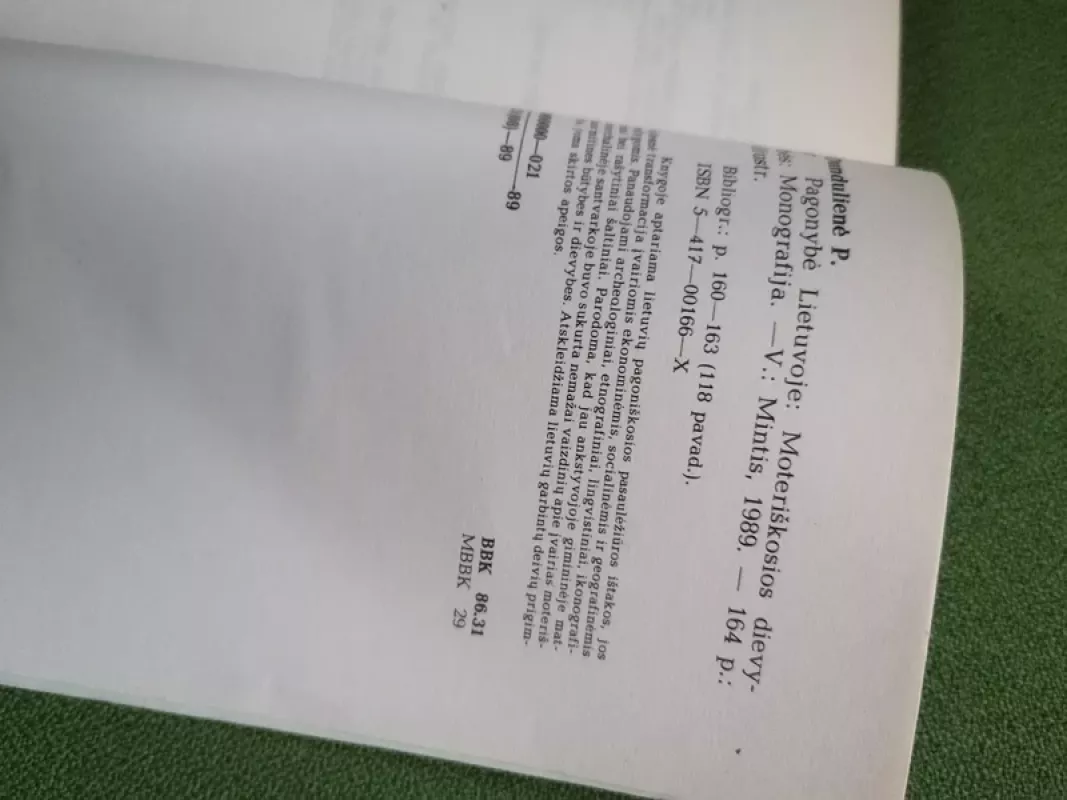 Pagonybė Lietuvoje: Moteriškosios dievy-
Monografija. —V.: Mintis, 1989. — 164 p.:
Bibliogr.: p. 160—163 (118 pavad.).
ISBN 5—417—00166—X
Knygoje aptariama lietuvių pagoniškosios pasaulėžiūros ištakos, jos
transformacija įvairiomis ekonominėmis, socialinėmis ir geografinėmis
Panaudojami archeologiniai, etnografiniai, lingvistiniai, ikonografi-
bei rašytiniai šaltiniai. Parodoma, kad jau ankstyvojoje gimininėje mat-
santvarkoje buvo sukurta nemažai vaizdinių apie įvairias moteriš-
būtybes ir dievybes. Atskleidžiama lietuvių garbintų deivių prigim-
joms skirtos apeigos.
—021
—89
—89
BBK 86.31
MBBK 29